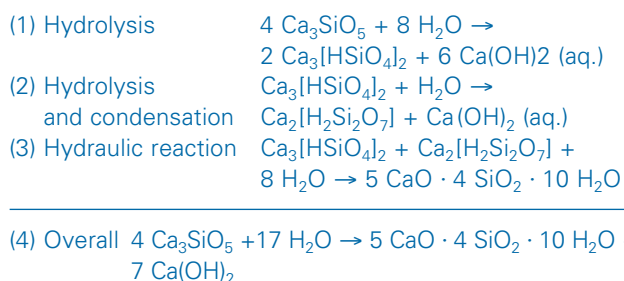 (1) Hydrolysis 4 Ca₃SiO₅ + 8 H₂O →
2 Ca₃[HSiO₄]₂ + 6 Ca(OH)2 (aq.)
(2) Hydrolysis Ca₃[HSiO₄]₂ + H₂O →
and condensation Ca₂[H₂Si₂O₇] + Ca(OH)₂ (aq.)
(3) Hydraulic reaction Ca₃[HSiO₄]₂ + Ca₂[H₂Si₂O₇] +
8 H₂O → 5 CaO · 4 SiO₂ · 10 H₂O
(4) Overall 4 Ca₃SiO₅ +17 H₂O → 5 CaO · 4 SiO₂ · 10 H₂O
7 Ca(OH)₂